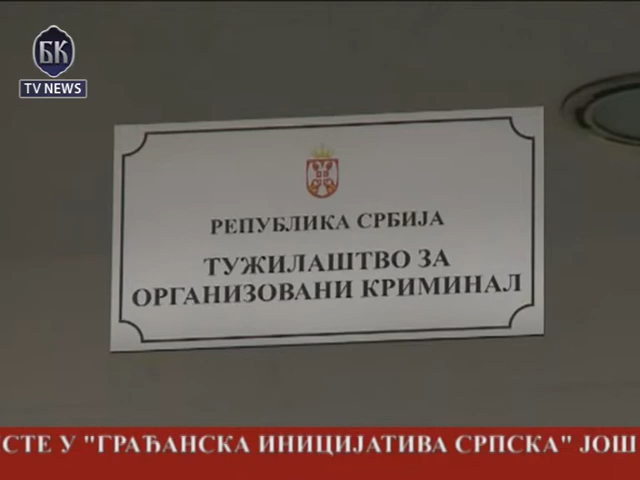 БК
TV NEWS
РЕПУБЛИКА СРБИЈА
ТУЖИЛАШТВО ЗА
ОРГАНИЗОВАНИ КРИМИНАЛ
СТЕ У "ГРАЂАНСКА ИНИЦИЈАТИВА СРПСКА" ЈОШ